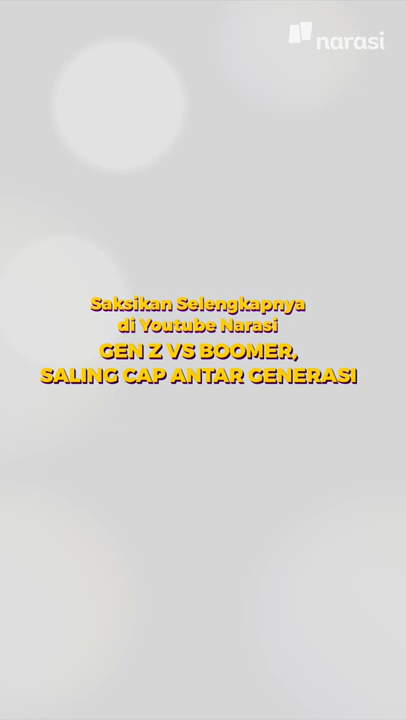 narasi
Saksikan Selengkapnya
di Youtube Narasi
GEN Z VS BOOMER,
SALING CAP ANTAR GENERASI